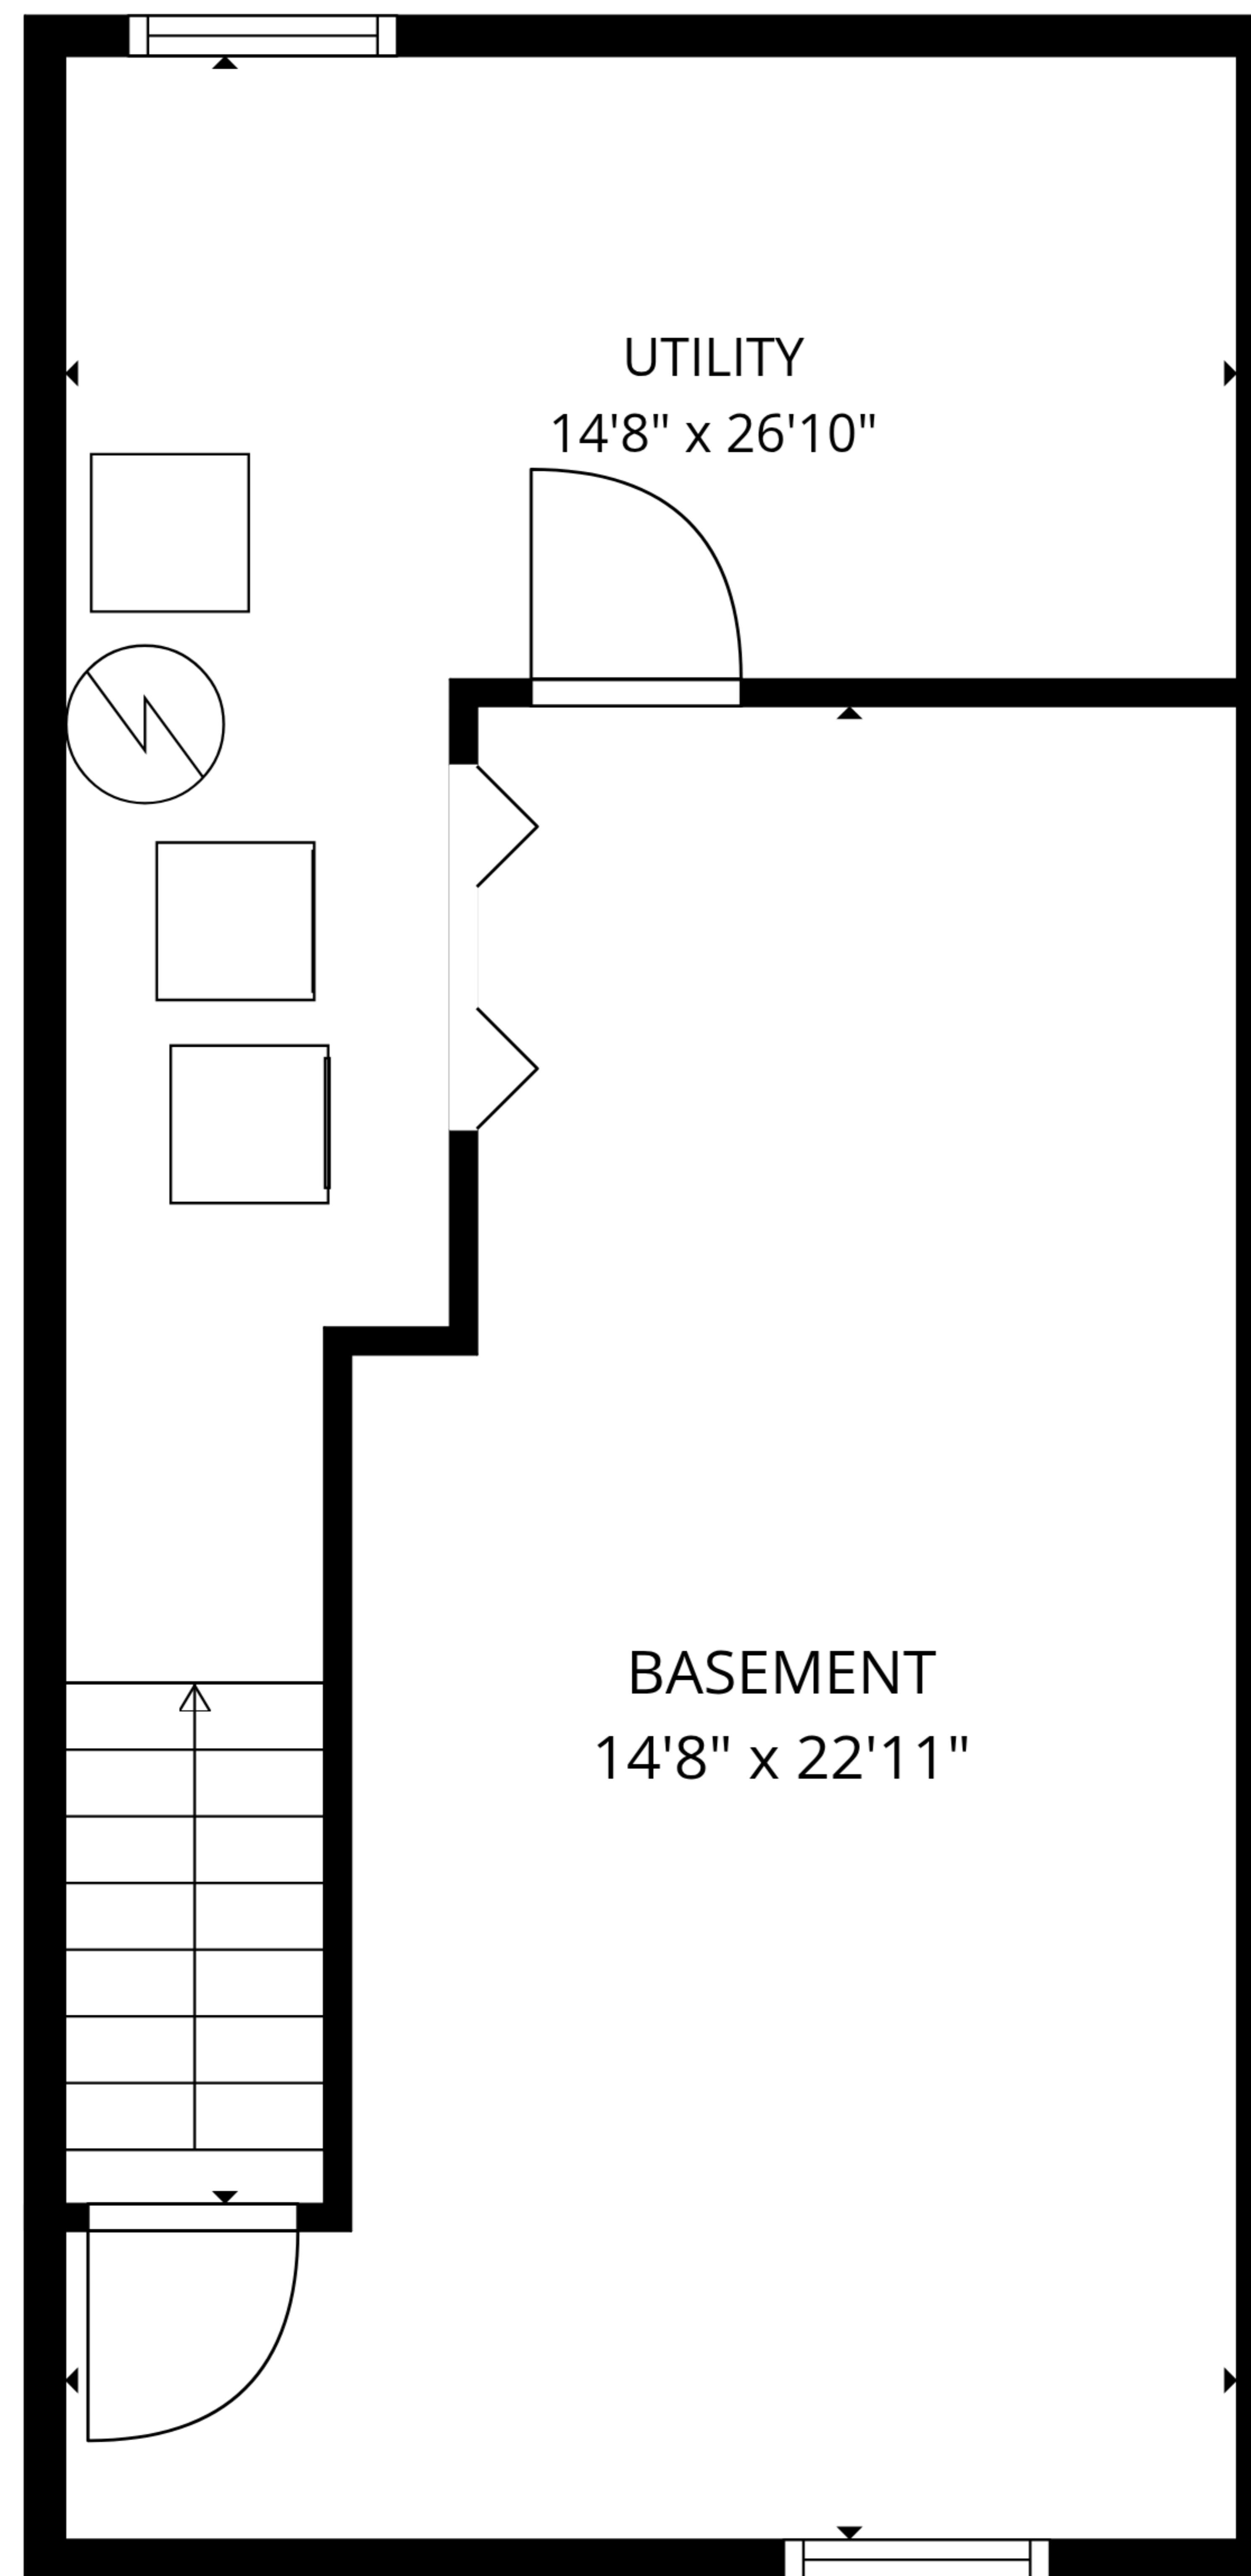 UTILITY
14'8" x 26'10"
BASEMENT
14'8" x 22'11"